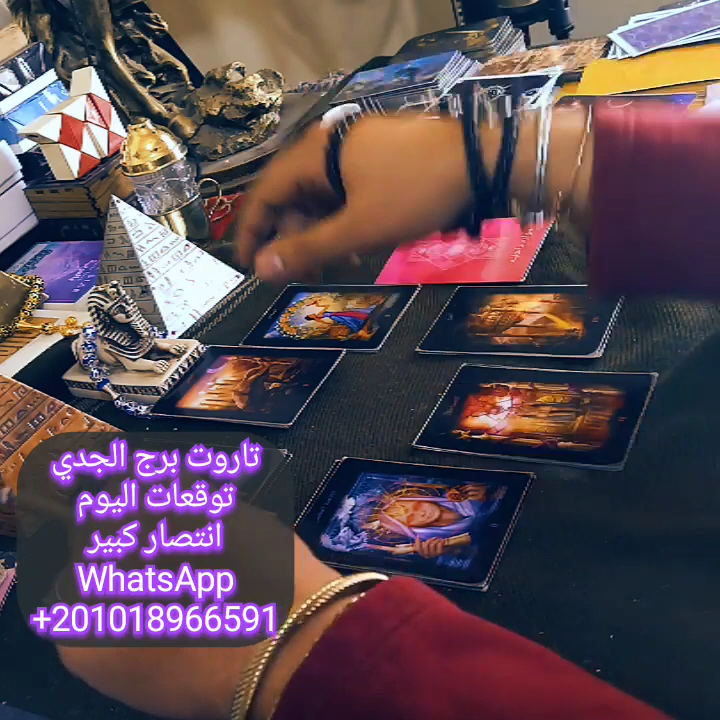 تاروت برج الجدي
توقعات اليوم
انتصار كبير
WhatsApp
+201018966591